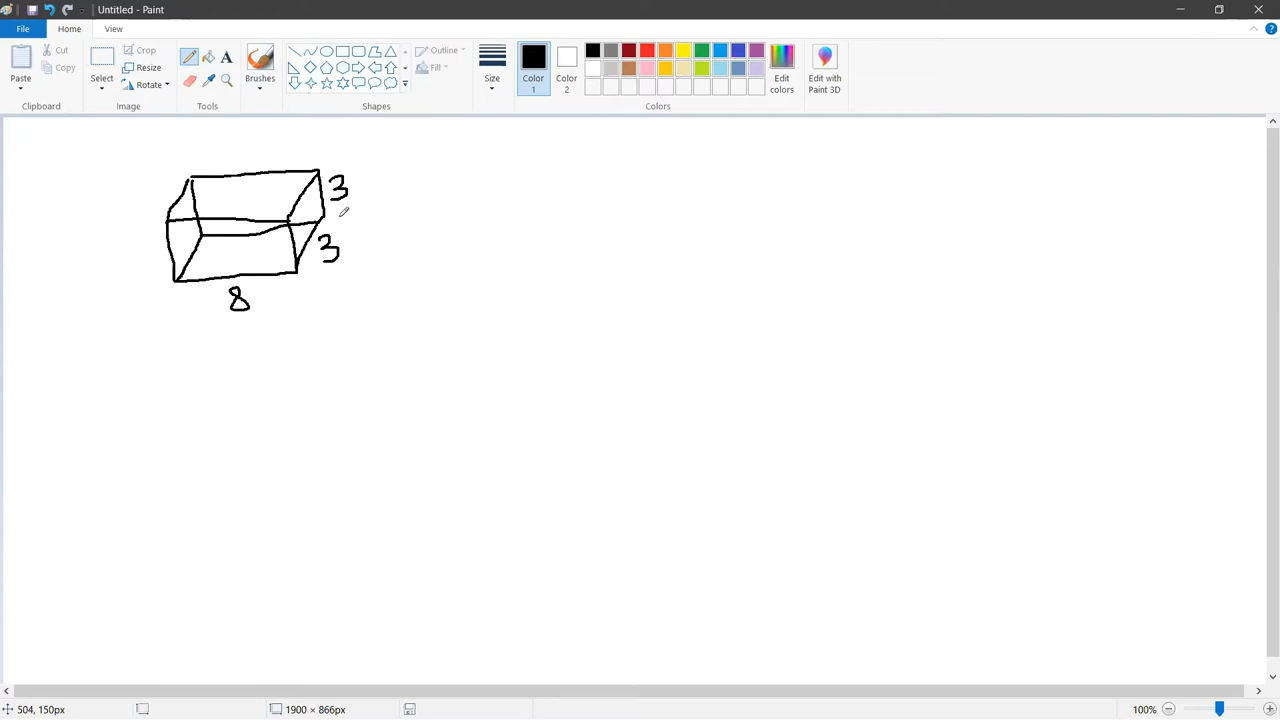 Untitled - Paint
File Home View
Paste
Cut
Copy
Clipboard
Select
Crop
Resize
Rotate
Image
A
Tools
Brushes
Shapes
Outline
Fill
Size
Color 1
Color 2
Colors
Edit colors
Edit with Paint 3D
3
3
8
504, 150px
1900 × 866px
100%